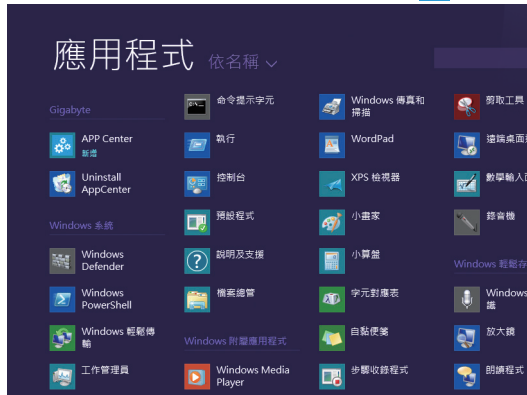 應用程式 依名稱
Gigabyte
APP Center
新增
Uninstall
AppCenter
Windows 系統
Windows
Defender
Windows
PowerShell
Windows 輕鬆傳
輸
工作管理員
命令提示字元
執行
控制台
預設程式
說明及支援
檔案總管
Windows 附屬應用程式
Windows Media
Player
Windows 傳真和
掃描
WordPad
XPS 檢視器
小畫家
小算盤
字元對應表
自黏便箋
步驟收錄程式
剪取工具
遠端桌面
數學輸入
錄音機
Windows 輕鬆存
Windows
識
放大鏡
朗讀程式